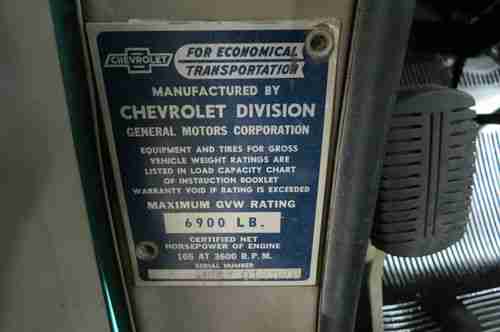 CHEVROLET
FOR ECONOMICAL
TRANSPORTATION
MANUFACTURED BY
CHEVROLET DIVISION
GENERAL MOTORS CORPORATION
EQUIPMENT AND TIRES FOR GROSS
VEHICLE WEIGHT RATINGS ARE
LISTED IN LOAD CAPACITY CHART
OF INSTRUCTION BOOKLET
WARRANTY VOID IF RATING IS EXCEEDED
MAXIMUM GVW RATING
6900 LB.
CERTIFIED NET
HORSEPOWER OF ENGINE
AT 3600 R.P.M.
SERIAL NUMBER